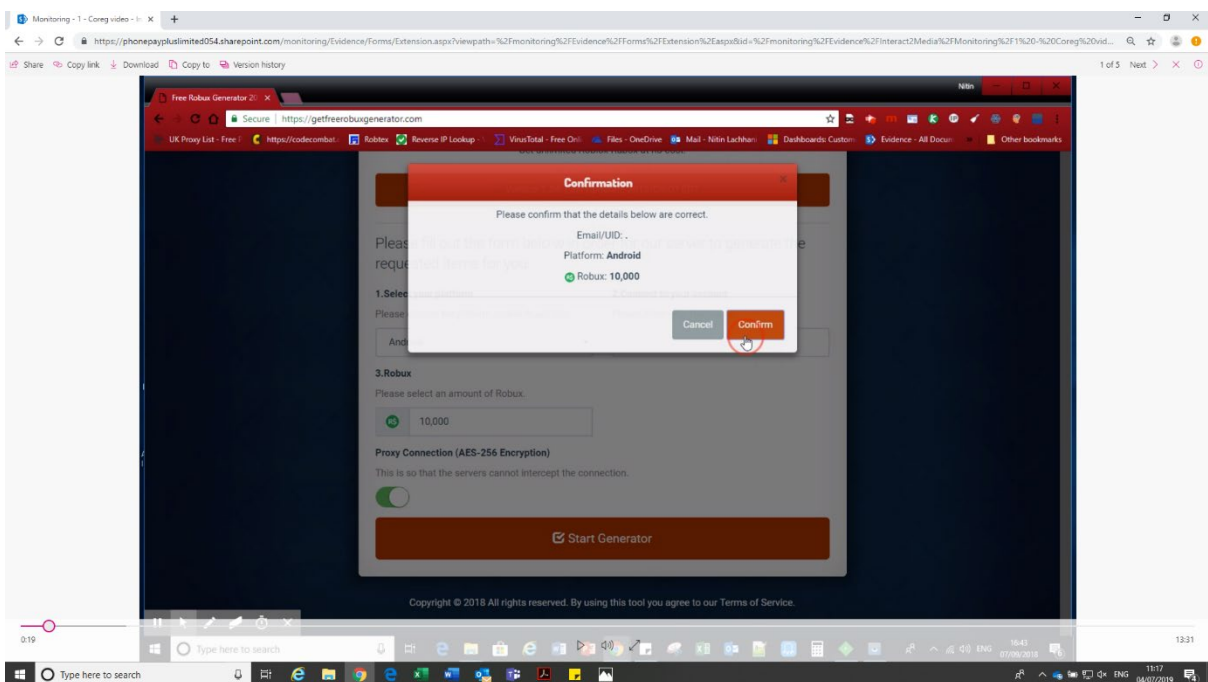 Monitoring - 1 - Coreg video - In
https://phonepaypluslimited054.sharepoint.com/monitoring/Evidence/Forms/Extension.aspx?viewpath=%2Fmonitoring%2FEvidence%2FForms%2FExtension%2Easpx&id=%2Fmonitoring%2FEvidence%2FInteract2Media%2FMonitoring%2F1%20-%20Coreg%20vid...
Share Copy link Download Copy to Version history 1 of 5 Next
Nitin
Free Robux Generator 20
Secure | https://getfreerobuxgenerator.com
UK Proxy List - Free https://codecombat. Robtex Reverse IP Lookup - VirusTotal - Free Onli Files - OneDrive Mail - Nitin Lachhani Dashboards: Custom Evidence - All Docum Other bookmarks
Confirmation ×
Please confirm that the details below are correct.
Email/UID: .
Platform: Android
Robux: 10,000
Cancel Confirm
Pleas
reque
1.Selec
Please
And
3.Robux
Please select an amount of Robux.
10,000
Proxy Connection (AES-256 Encryption)
This is so that the servers cannot intercept the connection.
Start Generator
Copyright © 2018 All rights reserved. By using this tool you agree to our Terms of Service.
0:19 13:31
Type here to search ENG 16:43
07/09/2018
Type here to search ENG 11:17
04/07/2019